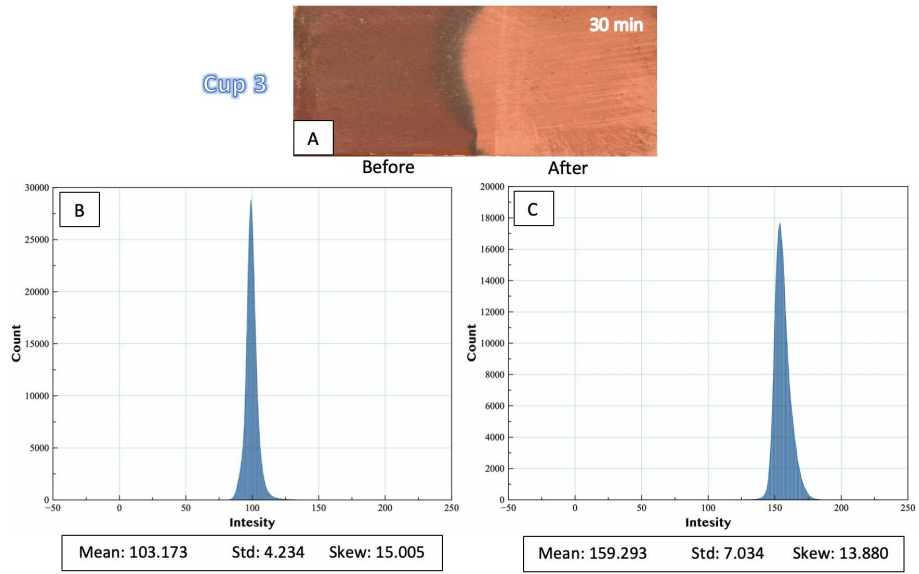 30 min
Cup 3
A
Before After
B
C
30000
25000
20000
15000
10000
5000
0
Count
−50 0 50 100 150 200 250
Intesity
20000
18000
16000
14000
12000
10000
8000
6000
4000
2000
0
Count
−50 0 50 100 150 200 250
Intesity
Mean: 103.173 Std: 4.234 Skew: 15.005
Mean: 159.293 Std: 7.034 Skew: 13.880